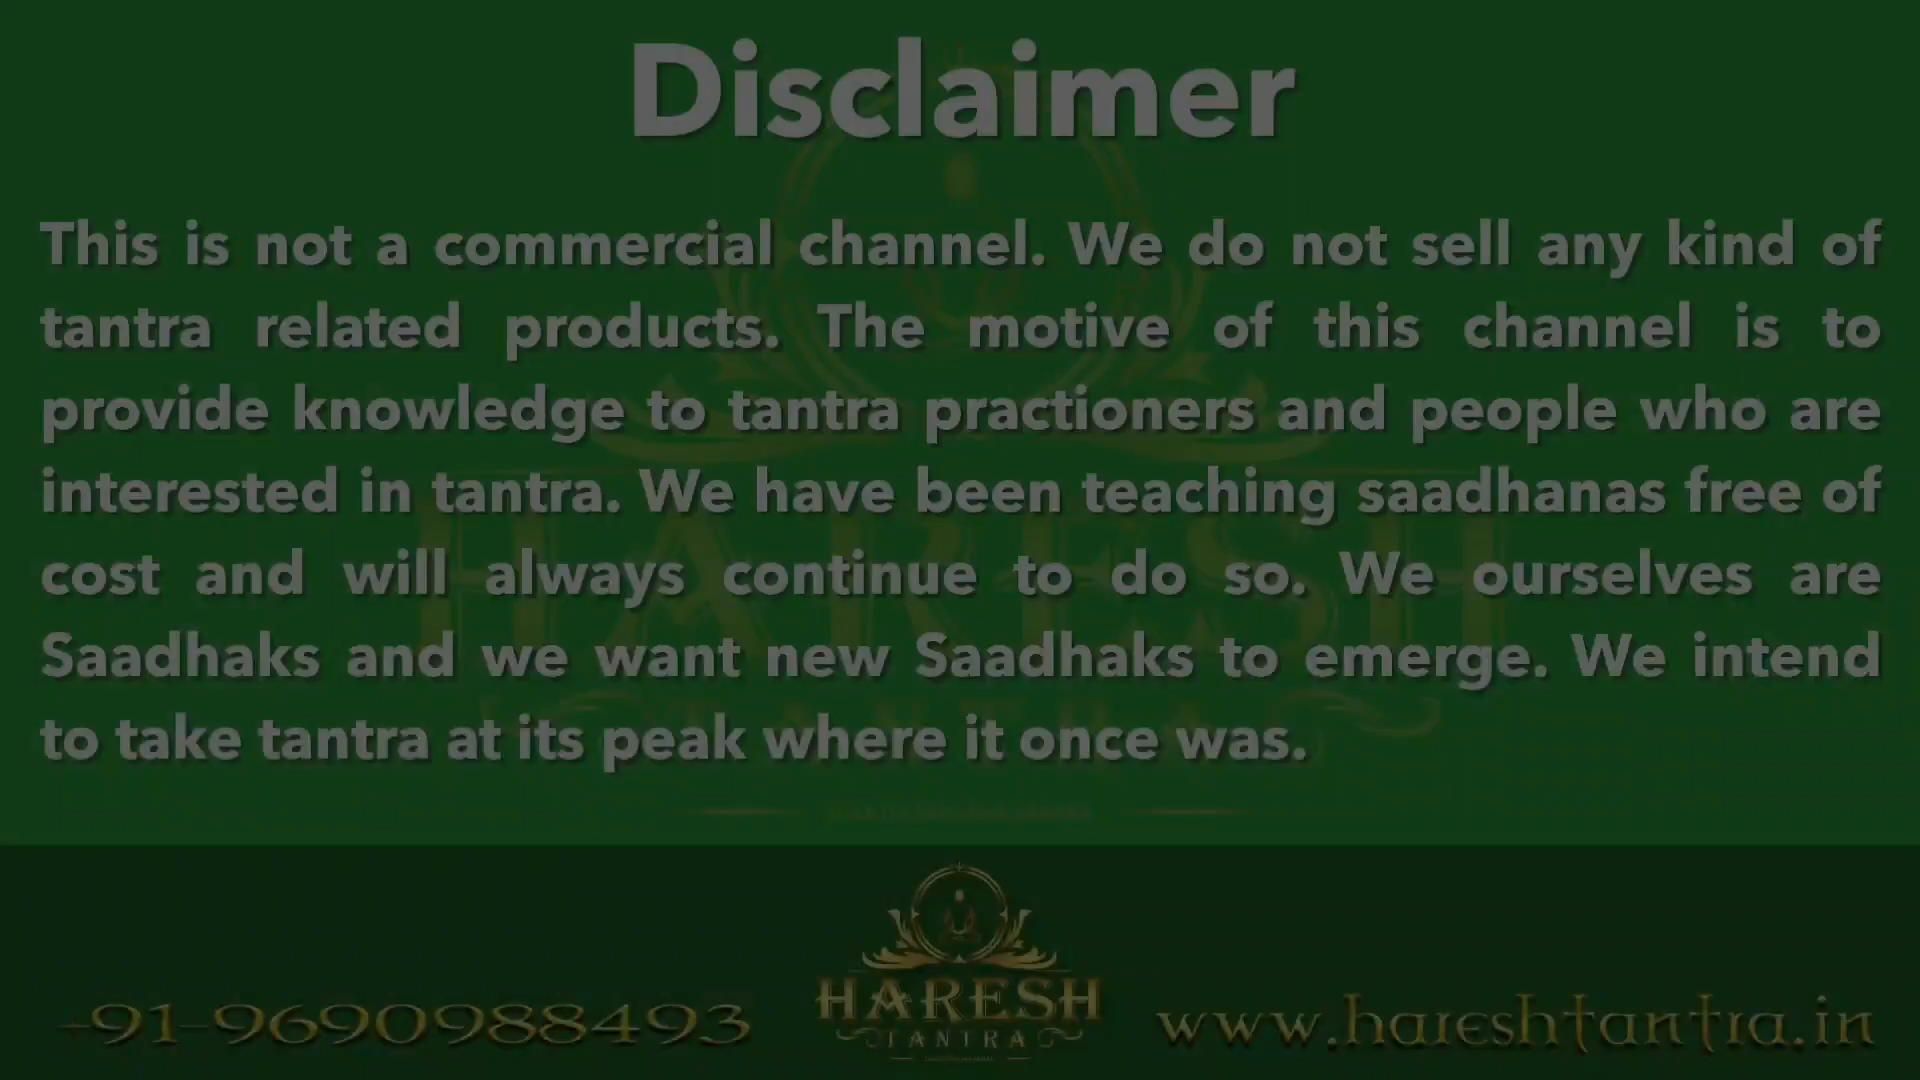 Disclaimer
This is not a commercial channel. We do not sell any kind of
tantra related products. The motive of this channel is to
provide knowledge to tantra practioners and people who are
interested in tantra. We have been teaching saadhanas free of
cost and will always continue to do so. We ourselves are
Saadhaks and we want new Saadhaks to emerge. We intend
to take tantra at its peak where it once was.
HARESH
TANTRA
+91-9690988493
HARESH
TANTRA
www.hareshtantra.in